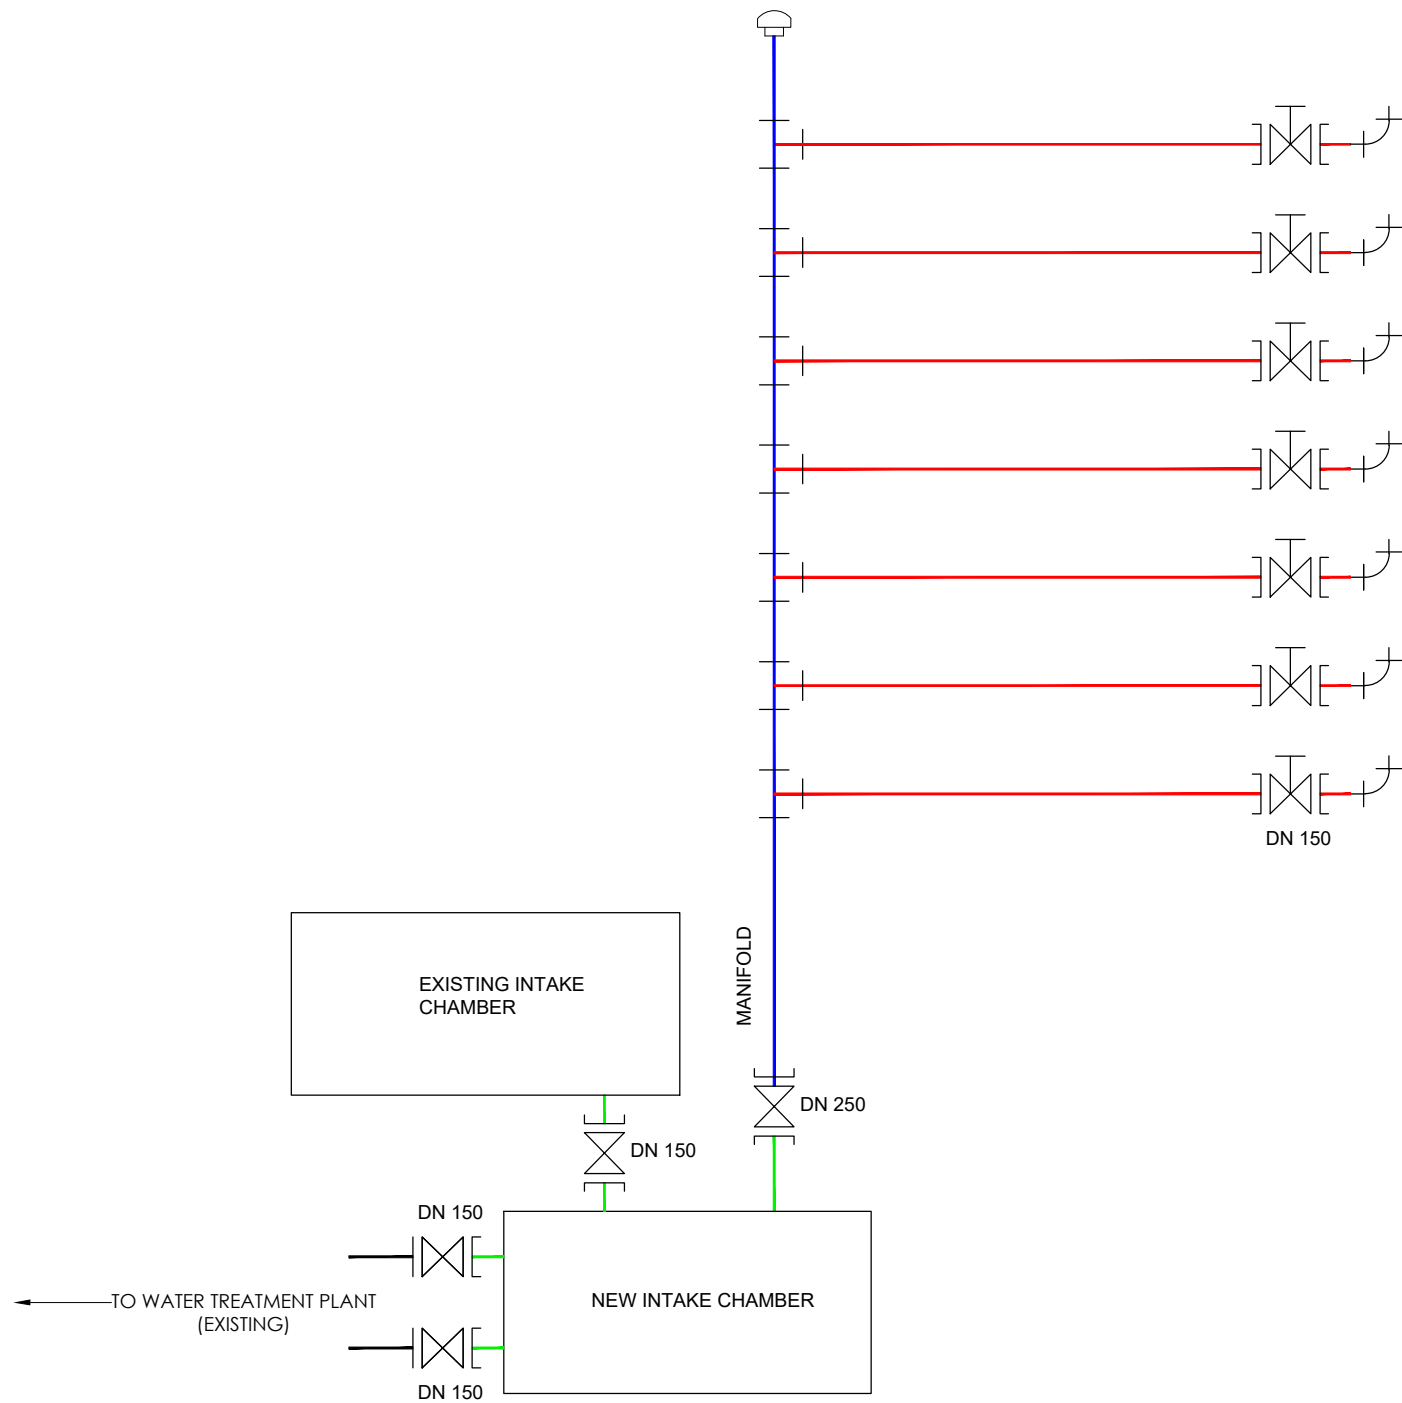 DN 150
MANIFOLD
EXISTING INTAKE
CHAMBER
DN 250
DN 150
DN 150
TO WATER TREATMENT PLANT
(EXISTING)
NEW INTAKE CHAMBER
DN 150